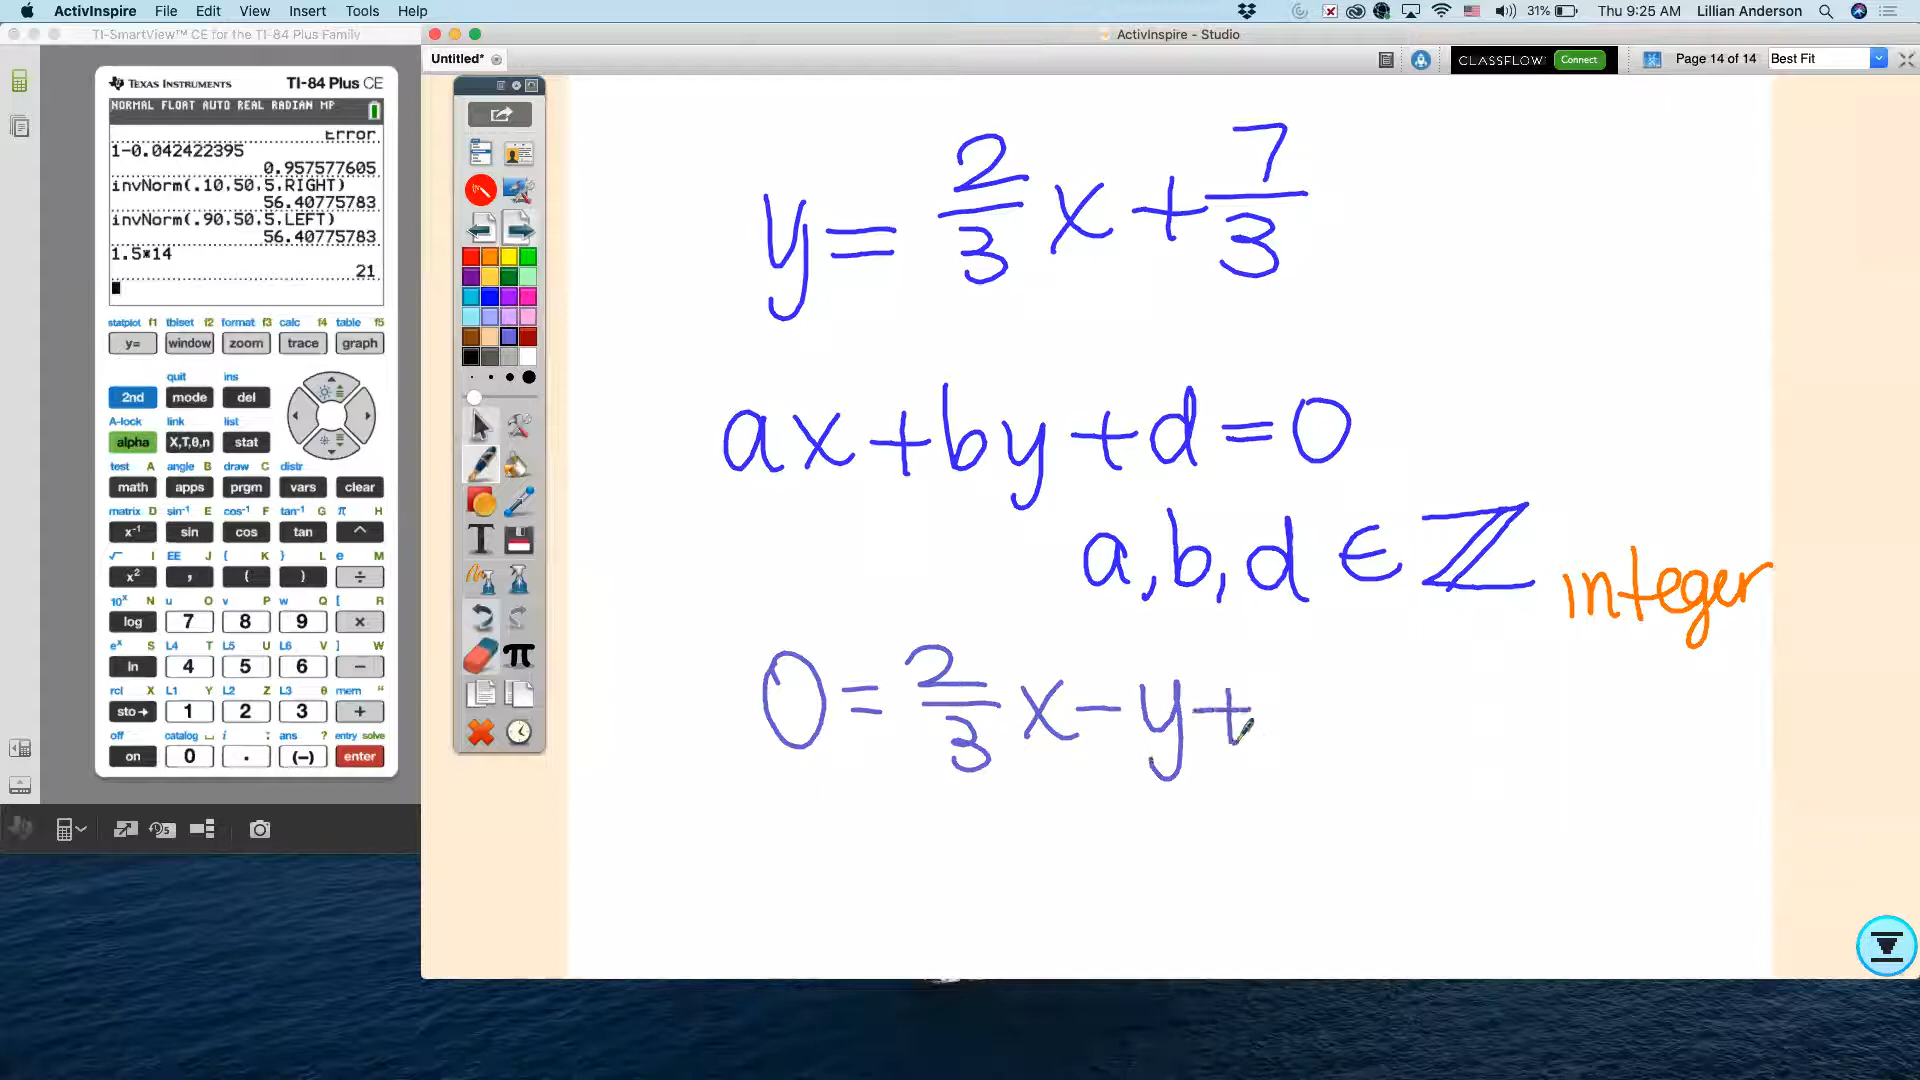 ActivInspire File Edit View Insert Tools Help 31% Thu 9:25 AM Lillian Anderson
TI-SmartView™ CE for the TI-84 Plus Family
ActivInspire - Studio
Untitled*
CLASSFLOW Connect
Page 14 of 14 Best Fit
TEXAS INSTRUMENTS TI-84 Plus CE
NORMAL FLOAT AUTO REAL RADIAN MP
Error
1-0.042422395
0.957577605
invNorm(.10,50,5,RIGHT)
56.40775783
invNorm(.90,50,5,LEFT)
56.40775783
1.5*14
21
statplot f1 tblset f2 format f3 calc f4 table f5
y= window zoom trace graph
quit ins
2nd mode del
A-lock link list
alpha X,T,θ,n stat
test A angle B draw C distr
math apps prgm vars clear
matrix D sin⁻¹ E cos⁻¹ F tan⁻¹ G π H
x⁻¹ sin cos tan ^
√ I EE J { K } L e M
x² , ( ) ÷
10ˣ N u O v P w Q [ R
log 7 8 9 ×
eˣ S L4 T L5 U L6 V ] W
ln 4 5 6 −
rcl X L1 Y L2 Z L3 θ mem "
sto→ 1 2 3 +
off catalog i : ans ? entry solve
on 0 . (−) enter
T
π
y = 2/3 x + 7/3
ax + by + d = 0
a, b, d ∈ ℤ
integer
0 = 2/3 x − y +